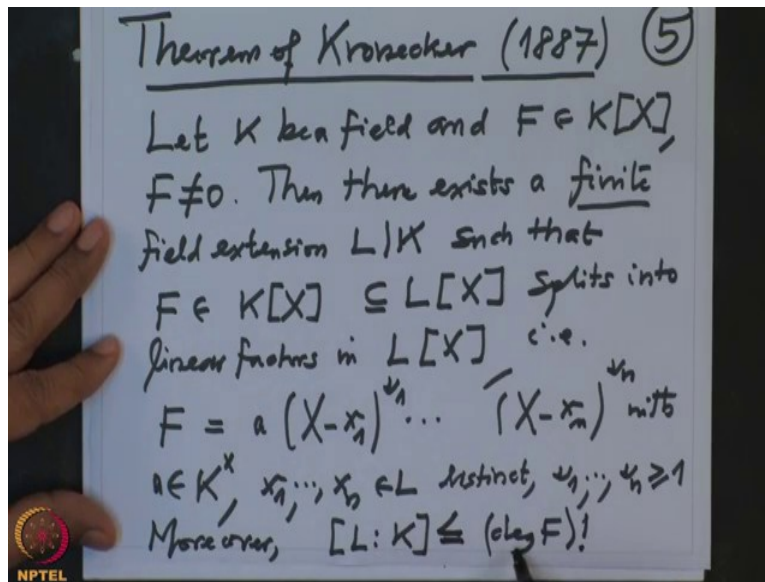 Theorem of Kronecker (1887) ⑤
Let K be a field and F ∈ K[X],
F≠0. Then there exists a finite
field extension L|K such that
F ∈ K[X] ⊆ L[X] splits into
linear factors in L[X] i.e.
F = a (X-x₁)^ν₁ ... (X-xₙ)^νₙ with
a∈K^×, x₁,..., xₙ ∈ L distinct, ν₁,..., νₙ ≥1
Moreover, [L:K] ≤ (deg F)!
NPTEL